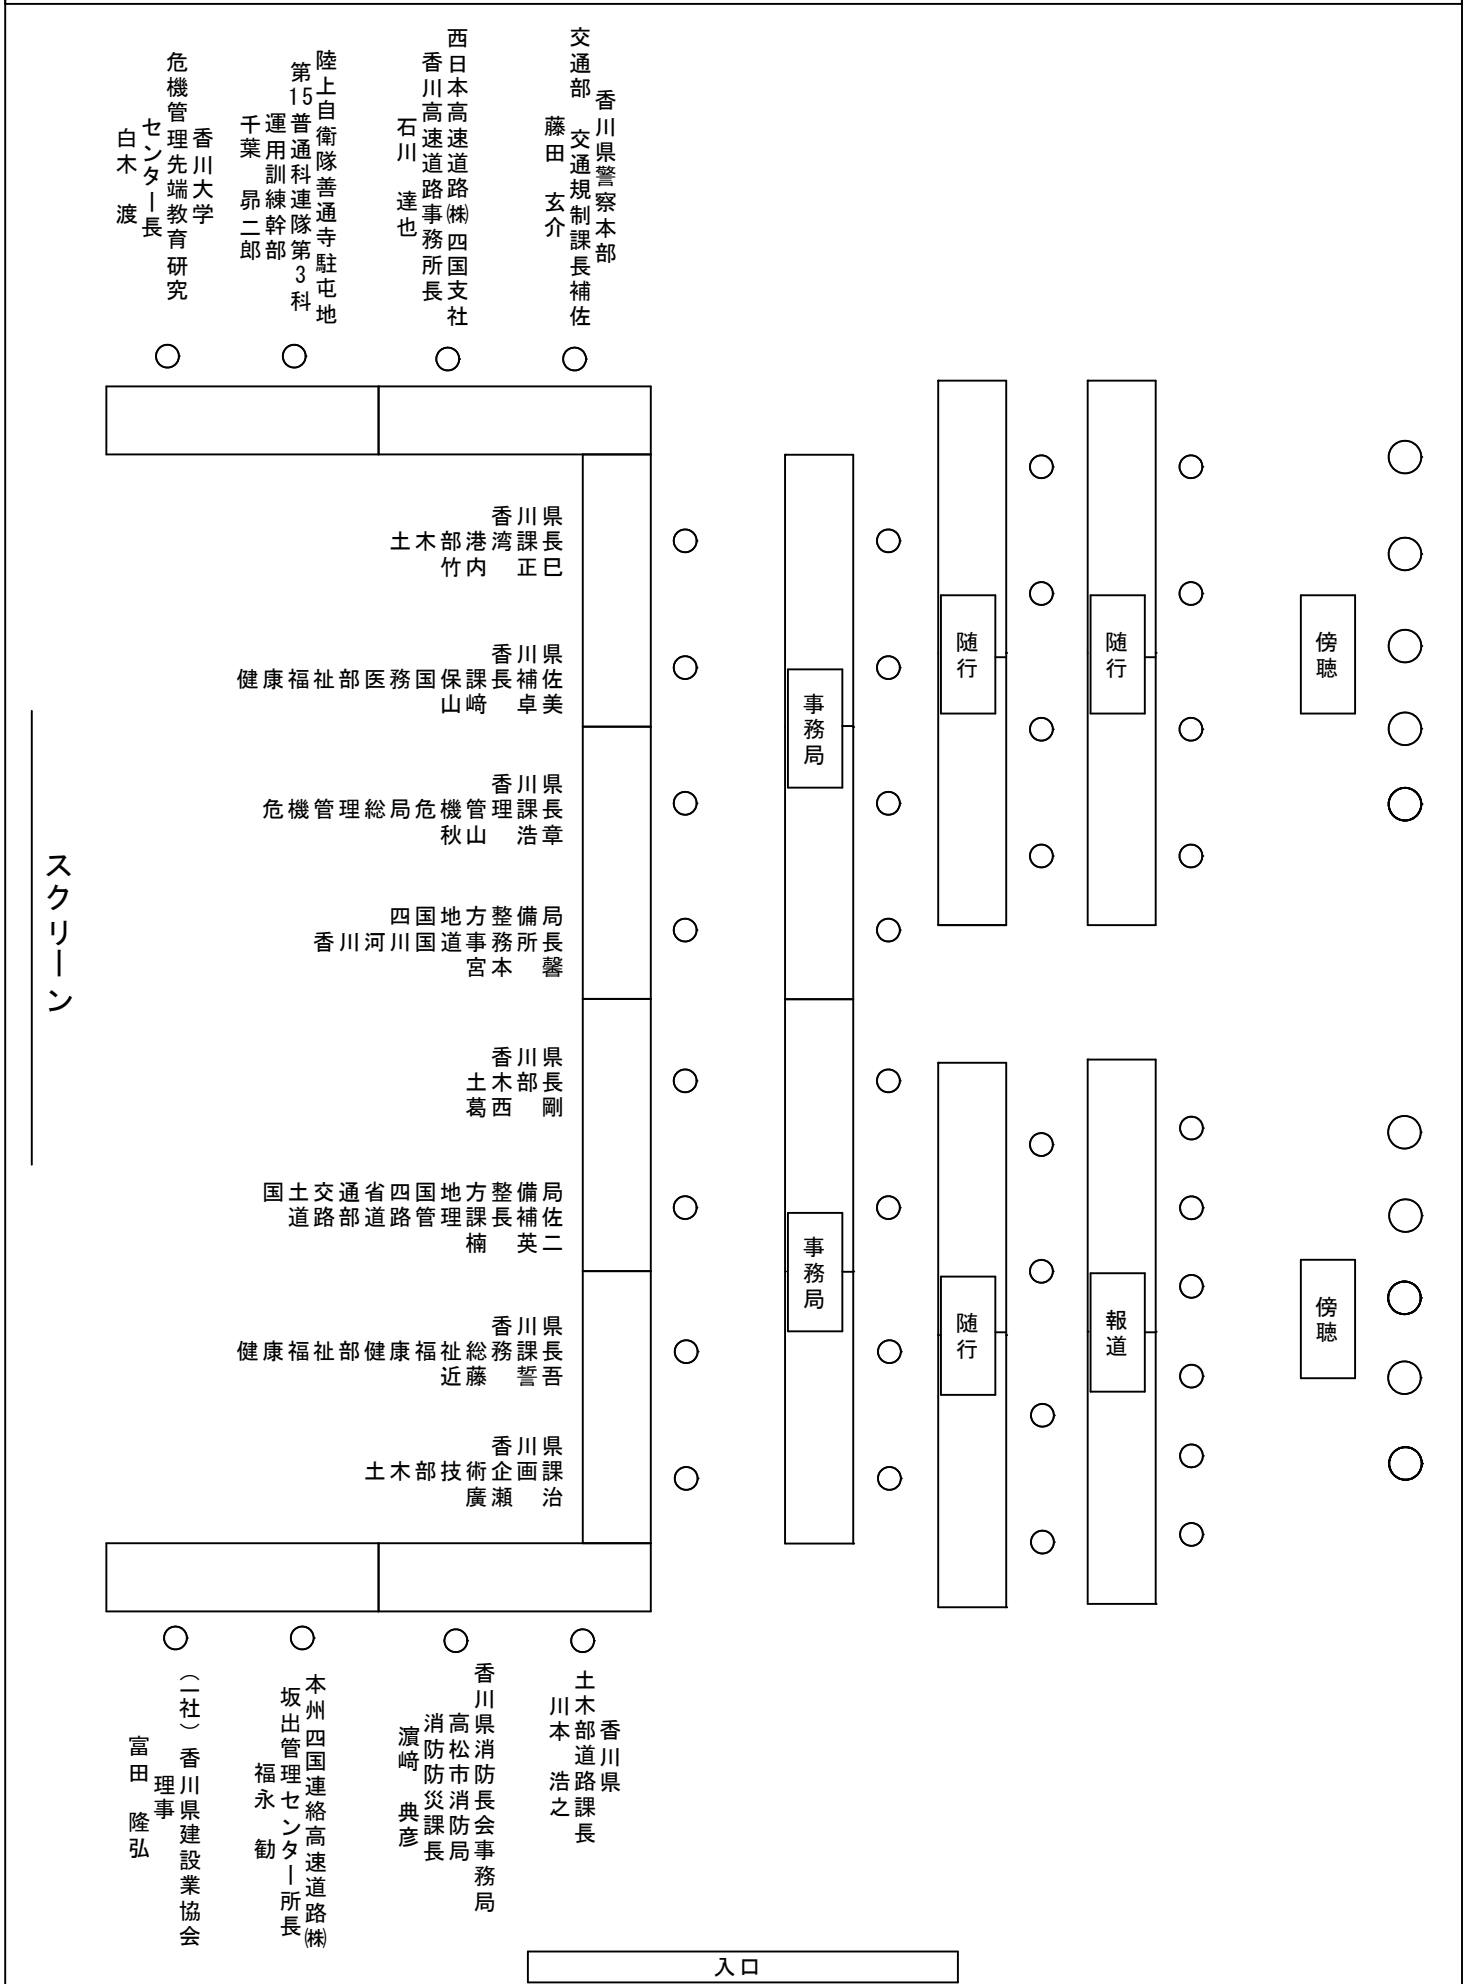 香川大学
危機管理先端教育研究
センター長
白木 渡
陸上自衛隊善通寺駐屯地
第15普通科連隊第3科
運用訓練幹部
千葉 昴二郎
西日本高速道路㈱四国支社
香川高速道路事務所長
石川 達也
香川県警察本部
交通部 交通規制課長補佐
藤田 玄介
香川県
土木部港湾課長
竹内 正巳
香川県
健康福祉部医務国保課長補佐
山﨑 卓美
香川県
危機管理総局危機管理課長
秋山 浩章
四国地方整備局
香川河川国道事務所長
宮本 馨
香川県
土木部長
葛西 剛
国土交通省四国地方整備局
道路部道路管理課長補佐
楠 英二
香川県
健康福祉部健康福祉総務課長
近藤 誓吾
香川県
土木部技術企画課
廣瀬 治
スクリーン
事務局
事務局
随行
随行
随行
報道
傍聴
傍聴
(一社)香川県建設業協会
理事
富田 隆弘
本州四国連絡高速道路㈱
坂出管理センター所長
福永 勧
香川県消防長会事務局
高松市消防局
消防防災課長
濵﨑 典彦
香川県
土木部道路課長
川本 浩之
入口